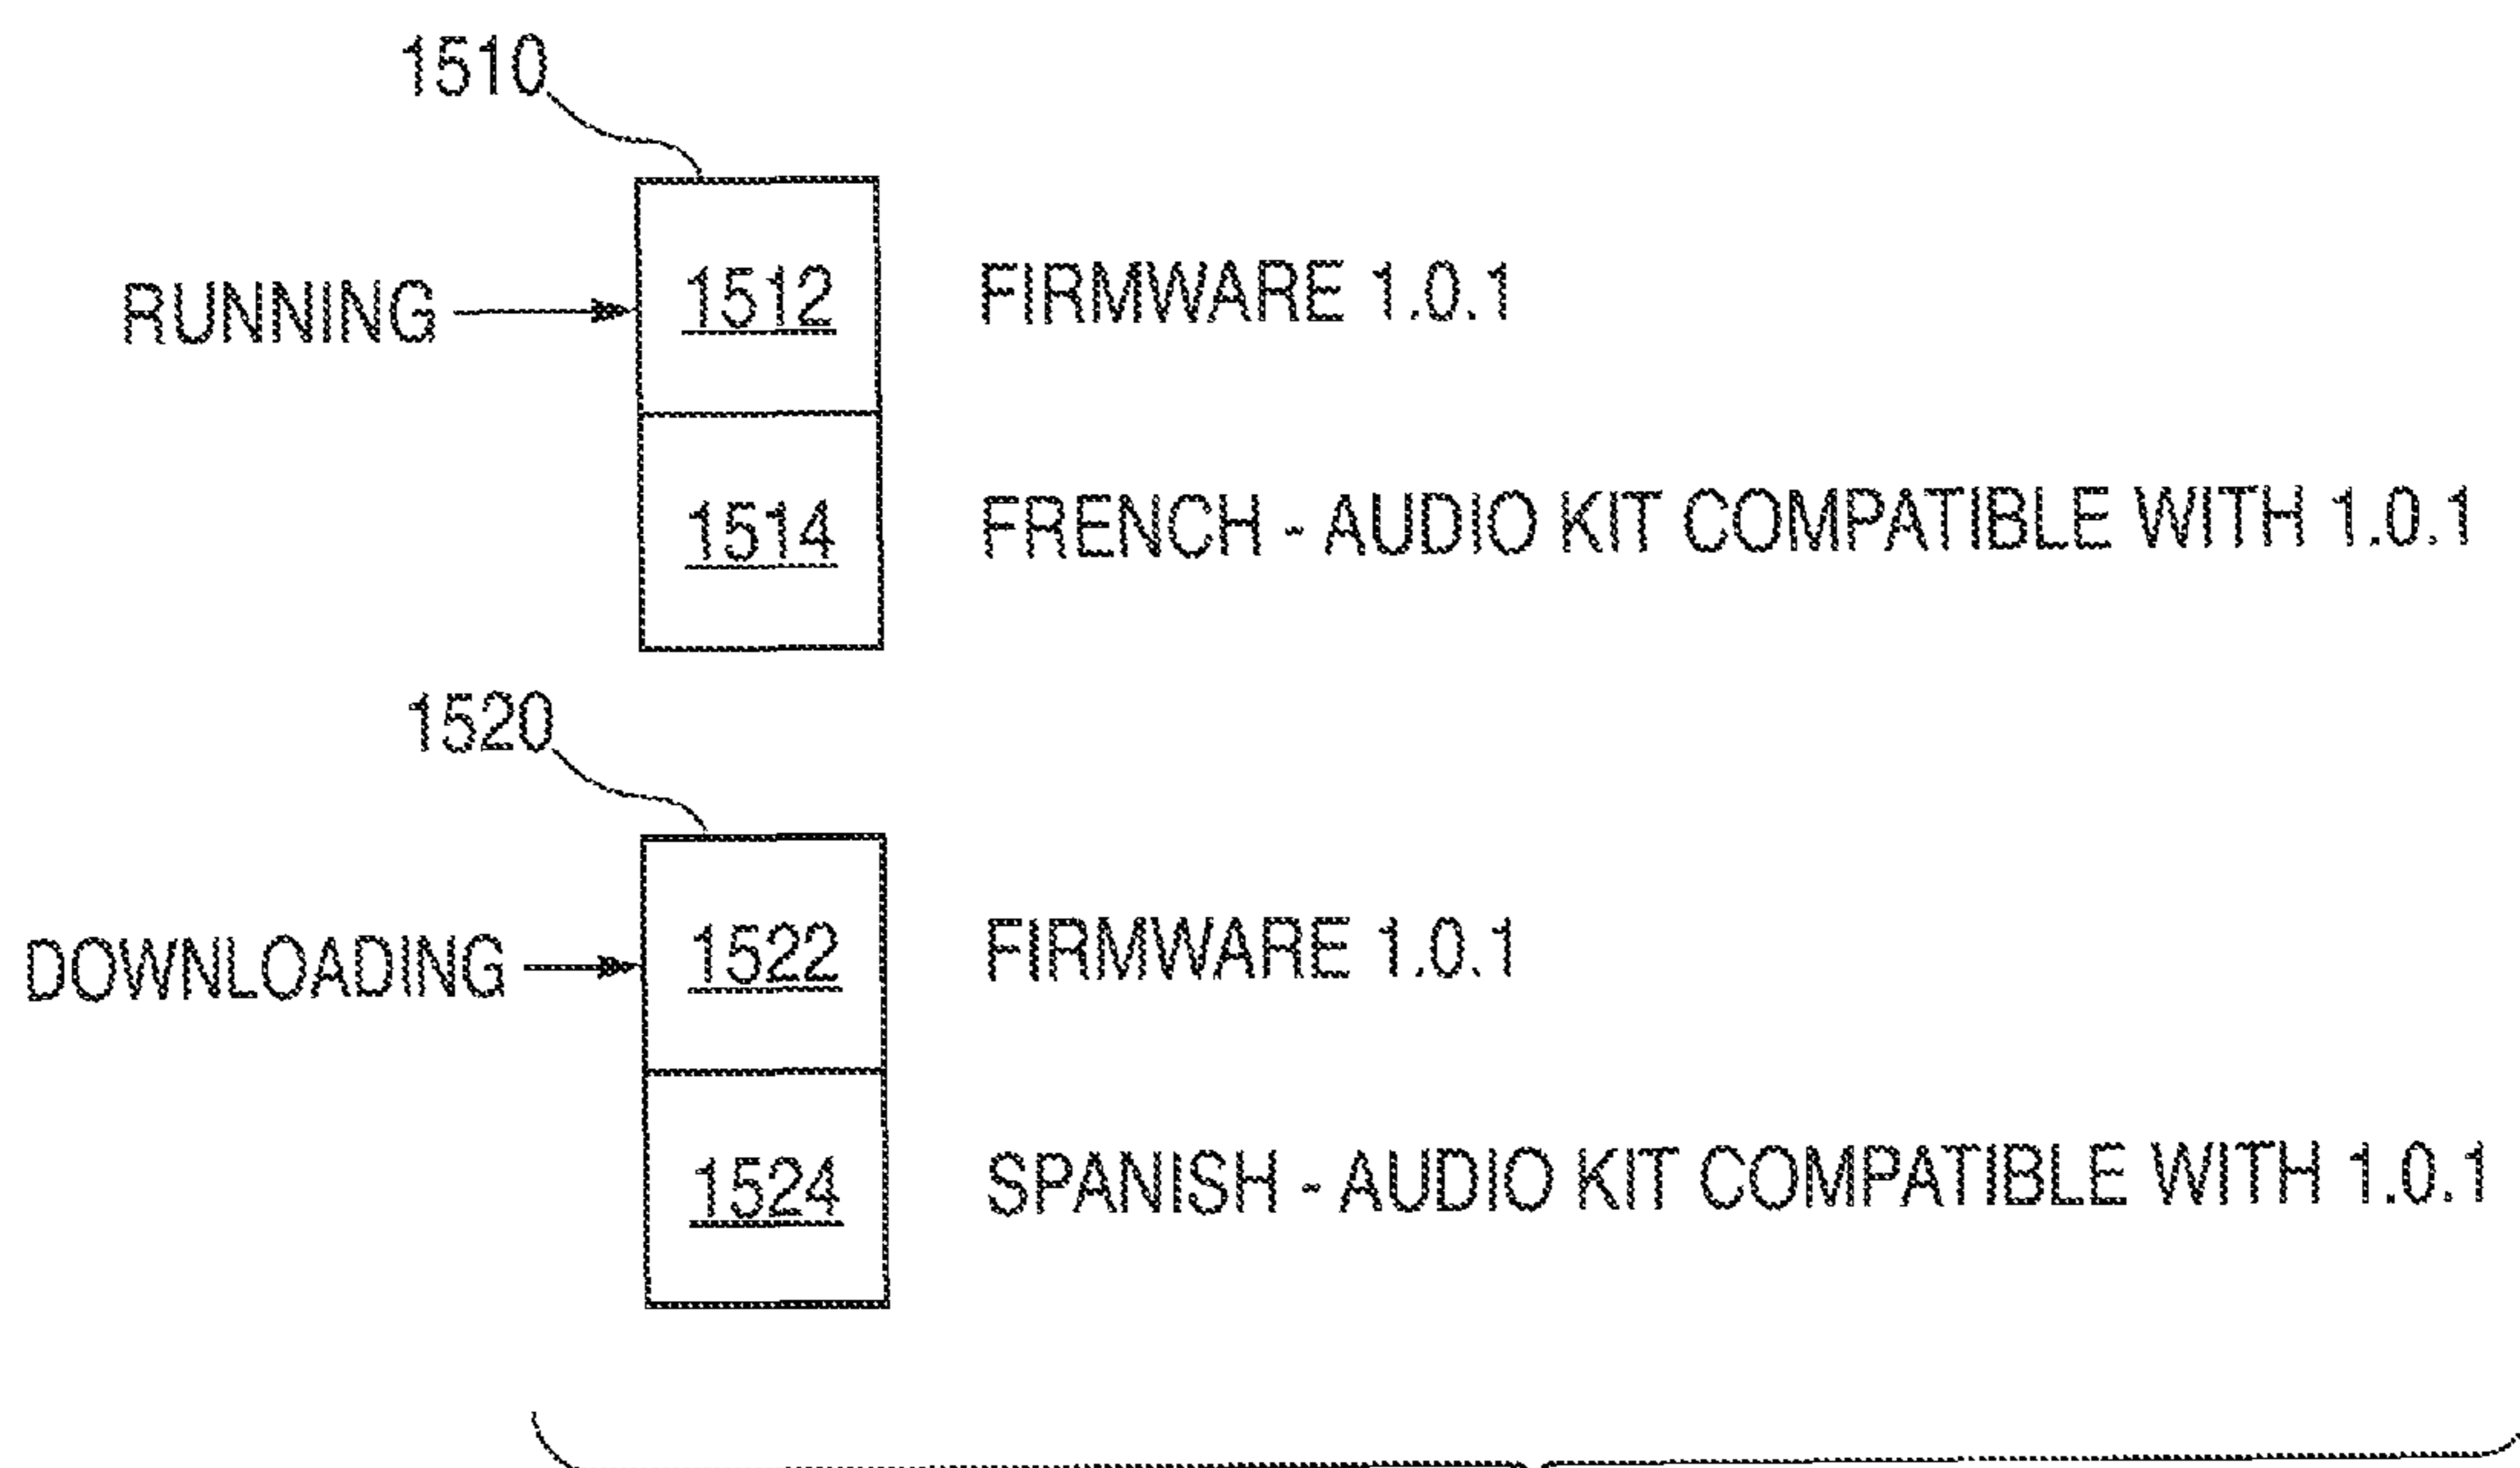 1510
RUNNING 1512 FIRMWARE 1.0.1
1514 FRENCH - AUDIO KIT COMPATIBLE WITH 1.0.1
1520
DOWNLOADING 1522 FIRMWARE 1.0.1
1524 SPANISH - AUDIO KIT COMPATIBLE WITH 1.0.1